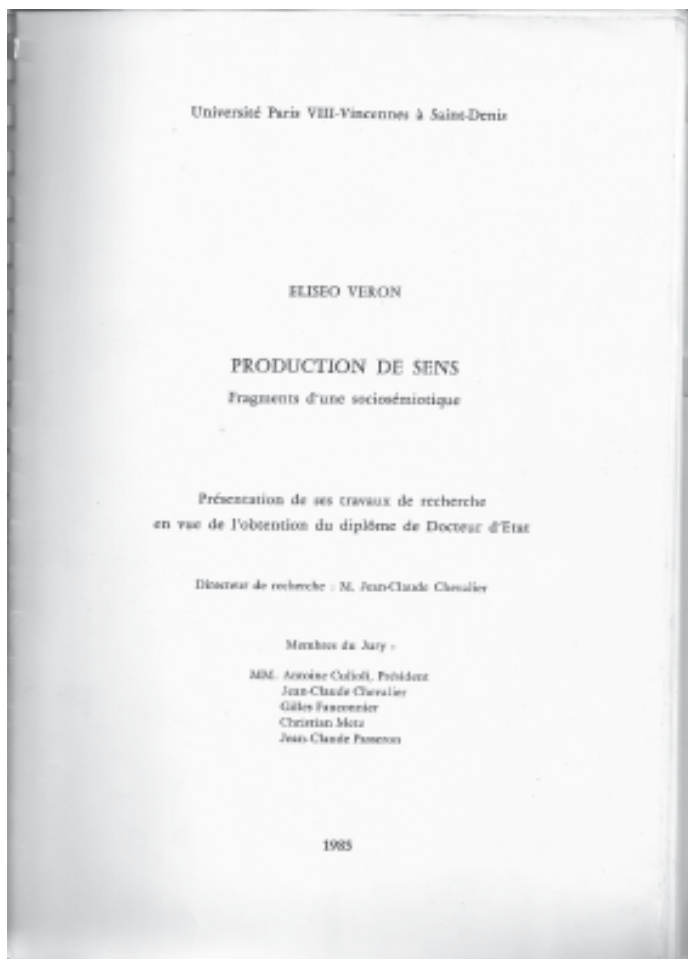 Université Paris VIII-Vincennes à Saint-Denis
ELISEO VERON
PRODUCTION DE SENS
Fragments d'une sociosémiotique
Présentation de ses travaux de recherche
en vue de l'obtention du diplôme de Docteur d'Etat
Directeur de recherche : M. Jean-Claude Chevalier
Membres du Jury :
MM. Antoine Culioli, Président
Jean-Claude Chevalier
Gilles Fauconnier
Christian Metz
Jean-Claude Passeron
1985